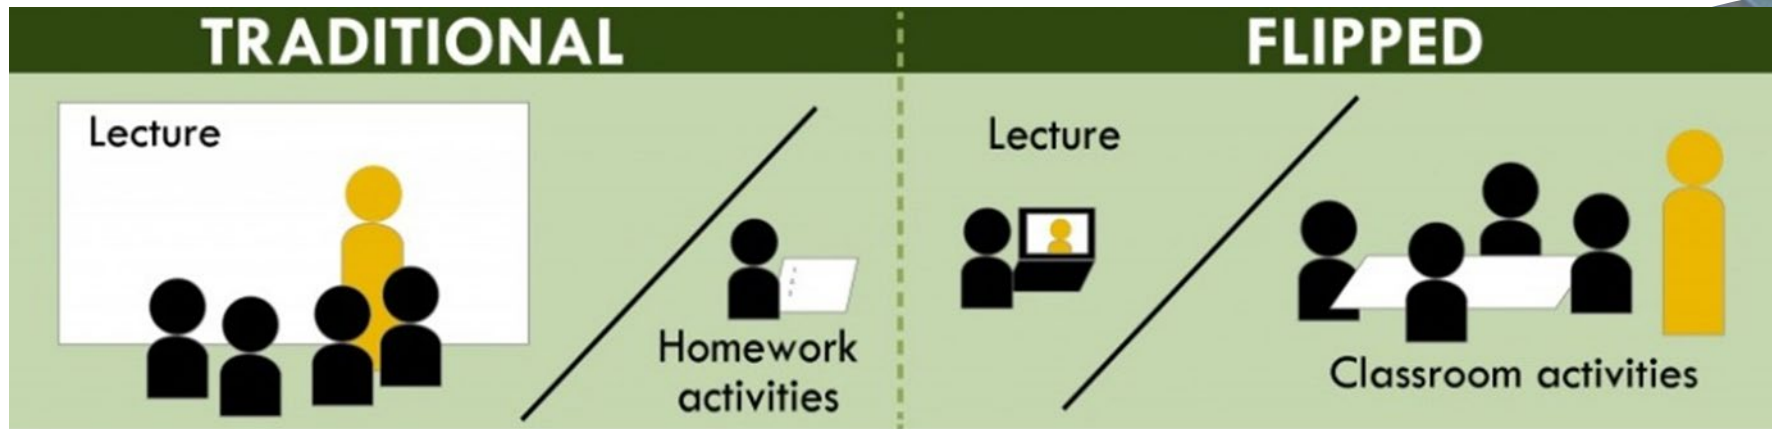 TRADITIONAL
Lecture
Homework
activities
FLIPPED
Lecture
Classroom activities